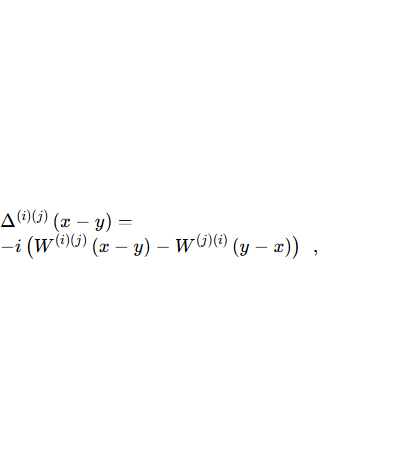 Δ^{(i)(j)} (x − y) =
−i (W^{(i)(j)} (x − y) − W^{(j)(i)} (y − x)) ,